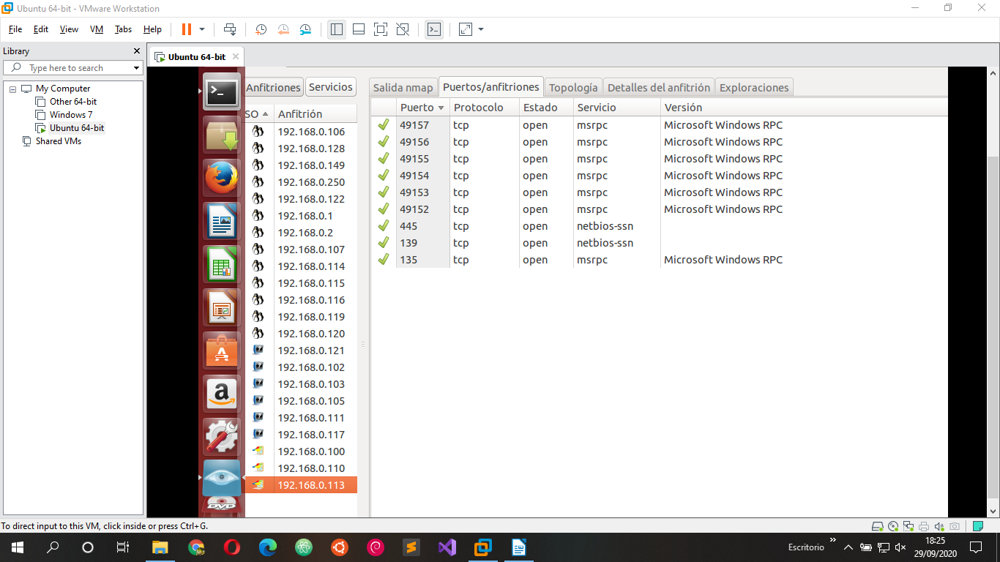 Ubuntu 64-bit - VMware Workstation
File Edit View VM Tabs Help
Library
Type here to search
My Computer
Other 64-bit
Windows 7
Ubuntu 64-bit
Shared VMs
Ubuntu 64-bit
Anfitriones Servicios
SO Anfitrión
192.168.0.106
192.168.0.128
192.168.0.149
192.168.0.250
192.168.0.122
192.168.0.1
192.168.0.2
192.168.0.107
192.168.0.114
192.168.0.115
192.168.0.116
192.168.0.119
192.168.0.120
192.168.0.121
192.168.0.102
192.168.0.103
192.168.0.105
192.168.0.111
192.168.0.117
192.168.0.100
192.168.0.110
192.168.0.113
Salida nmap Puertos/anfitriones Topología Detalles del anfitrión Exploraciones
Puerto Protocolo Estado Servicio Versión
49157 tcp open msrpc Microsoft Windows RPC
49156 tcp open msrpc Microsoft Windows RPC
49155 tcp open msrpc Microsoft Windows RPC
49154 tcp open msrpc Microsoft Windows RPC
49153 tcp open msrpc Microsoft Windows RPC
49152 tcp open msrpc Microsoft Windows RPC
445 tcp open netbios-ssn
139 tcp open netbios-ssn
135 tcp open msrpc Microsoft Windows RPC
DVD
To direct input to this VM, click inside or press Ctrl+G.
Escritorio
18:25
29/09/2020